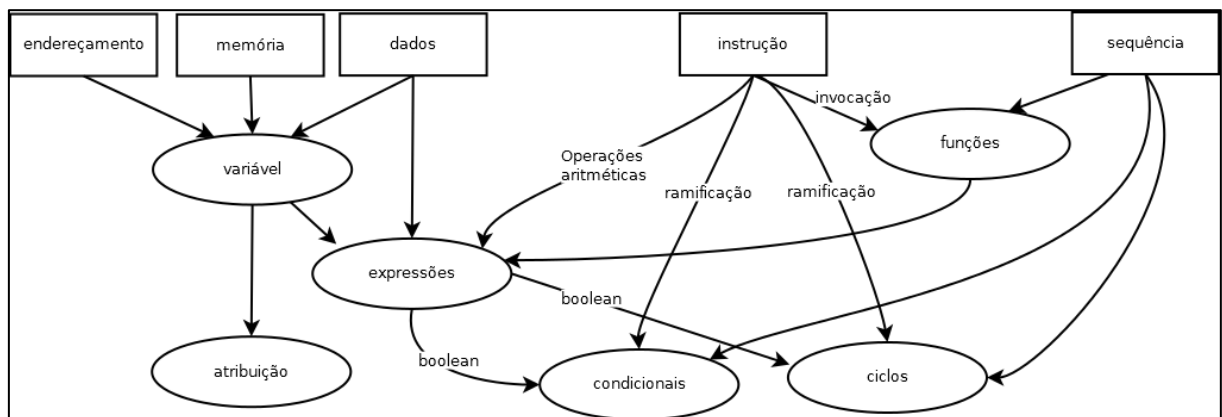 endereçamento
memória
dados
instrução
sequência
invocação
funções
Operações
aritméticas
variável
ramificação
ramificação
expressões
boolean
boolean
atribuição
condicionais
ciclos